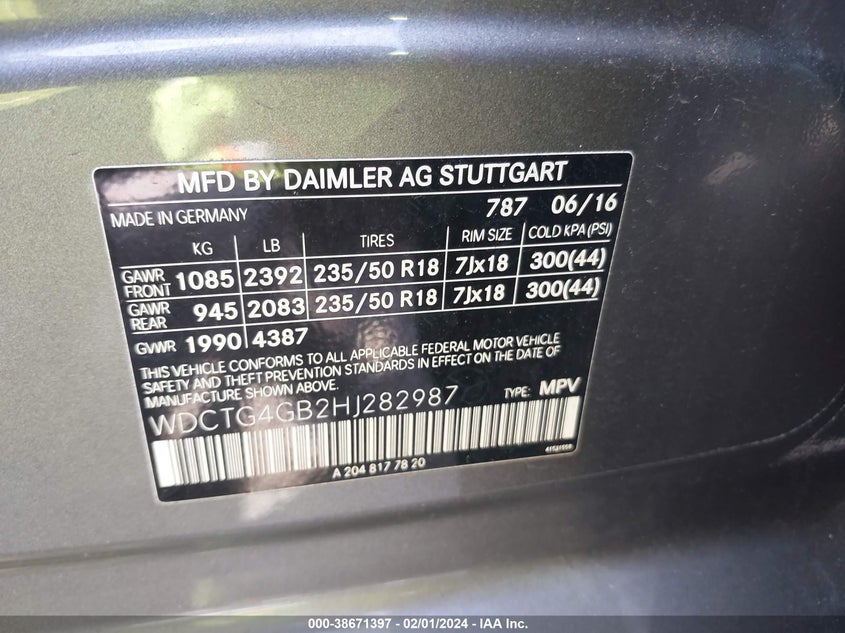 MFD BY DAIMLER AG STUTTGART
MADE IN GERMANY 787 06/16
KG LB TIRES RIM SIZE COLD KPA (PSI)
GAWR FRONT 1085 2392 235/50 R18 7Jx18 300(44)
GAWR REAR 945 2083 235/50 R18 7Jx18 300(44)
GVWR 1990 4387
THIS VEHICLE CONFORMS TO ALL APPLICABLE FEDERAL MOTOR VEHICLE
SAFETY AND THEFT PREVENTION STANDARDS IN EFFECT ON THE DATE OF
MANUFACTURE SHOWN ABOVE.
WDCTG4GB2HJ282987 TYPE: MPV
A 204 817 78 20
000-38671397 - 02/01/2024 - IAA Inc.